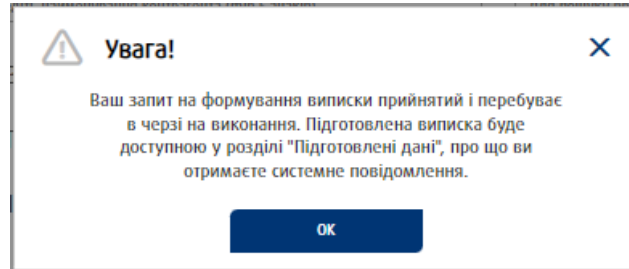 Увага!
Ваш запит на формування виписки прийнятий і перебуває
в черзі на виконання. Підготовлена виписка буде
доступною у розділі "Підготовлені дані", про що ви
отримаєте системне повідомлення.
ОК